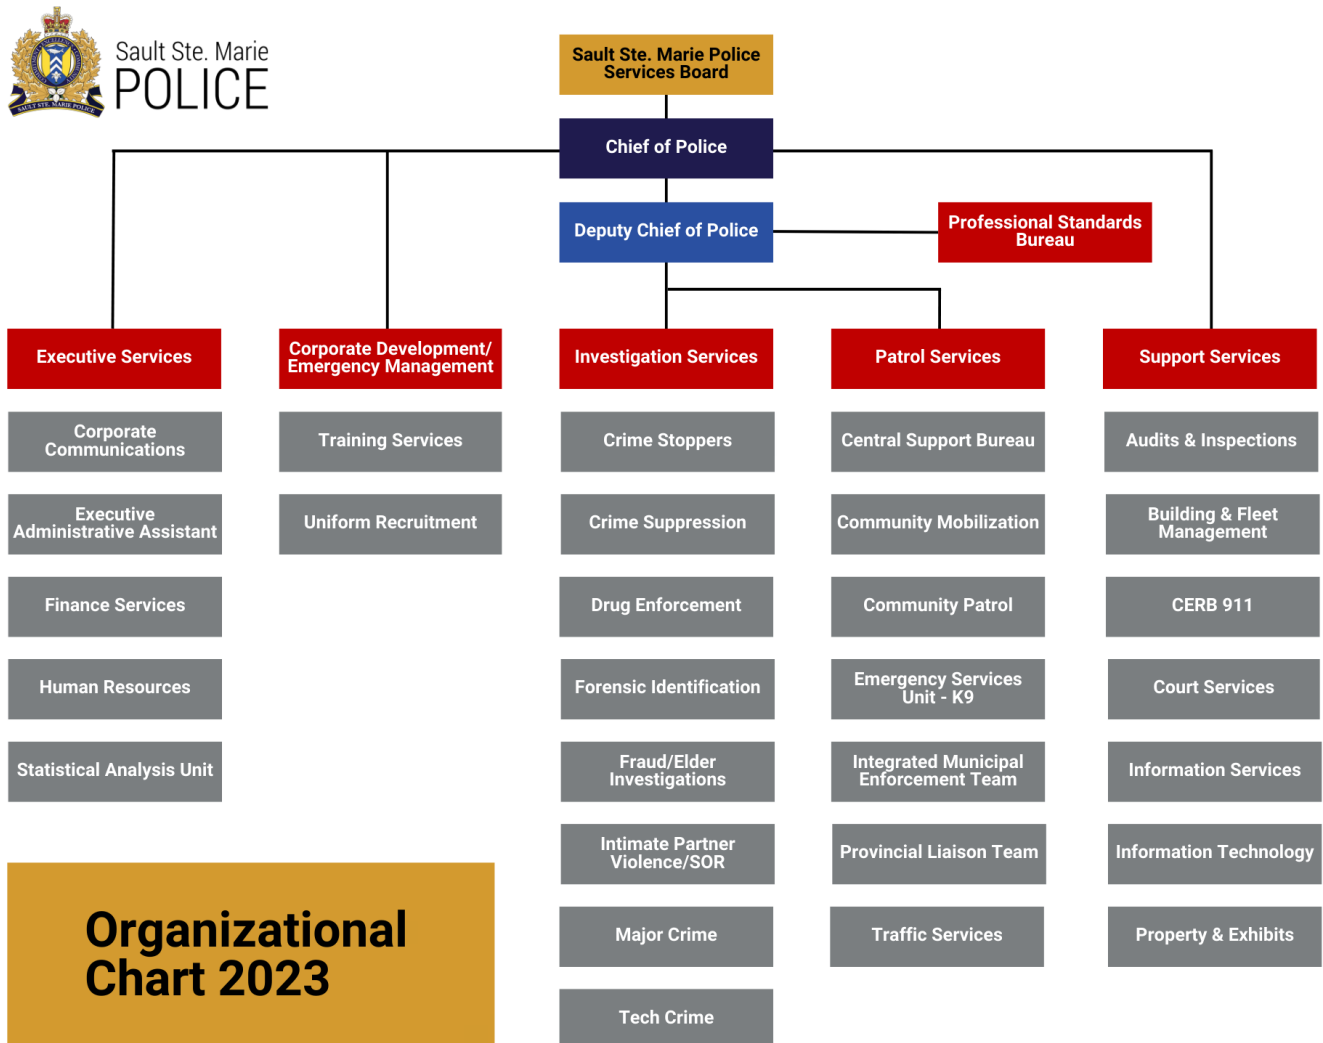 Sault Ste. Marie
POLICE
SAULT STE. MARIE POLICE
Sault Ste. Marie Police
Services Board
Chief of Police
Deputy Chief of Police
Professional Standards
Bureau
Executive Services
Corporate
Communications
Executive
Administrative Assistant
Finance Services
Human Resources
Statistical Analysis Unit
Corporate Development/
Emergency Management
Training Services
Uniform Recruitment
Investigation Services
Crime Stoppers
Crime Suppression
Drug Enforcement
Forensic Identification
Fraud/Elder
Investigations
Intimate Partner
Violence/SOR
Major Crime
Tech Crime
Patrol Services
Central Support Bureau
Community Mobilization
Community Patrol
Emergency Services
Unit - K9
Integrated Municipal
Enforcement Team
Provincial Liaison Team
Traffic Services
Support Services
Audits & Inspections
Building & Fleet
Management
CERB 911
Court Services
Information Services
Information Technology
Property & Exhibits
Organizational
Chart 2023